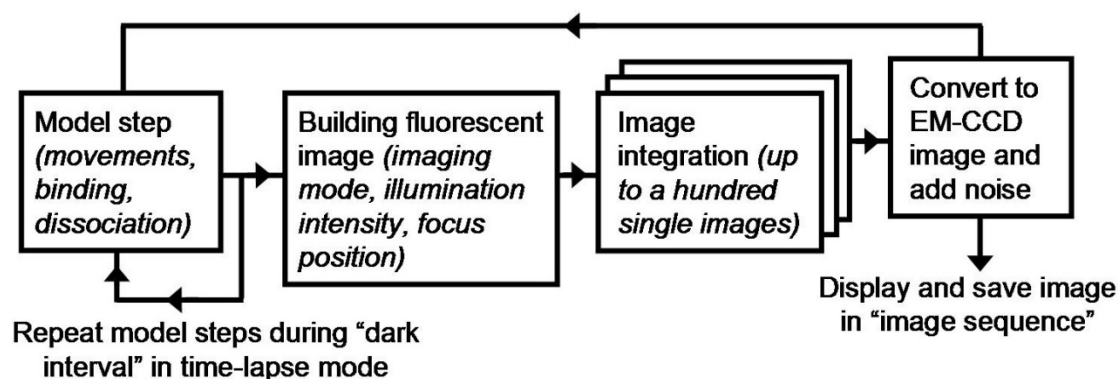 Model step
(movements,
binding,
dissociation)
Building fluorescent
image (imaging
mode, illumination
intensity, focus
position)
Image
integration (up
to a hundred
single images)
Convert to
EM-CCD
image and
add noise
Repeat model steps during “dark
interval” in time-lapse mode
Display and save image
in “image sequence”